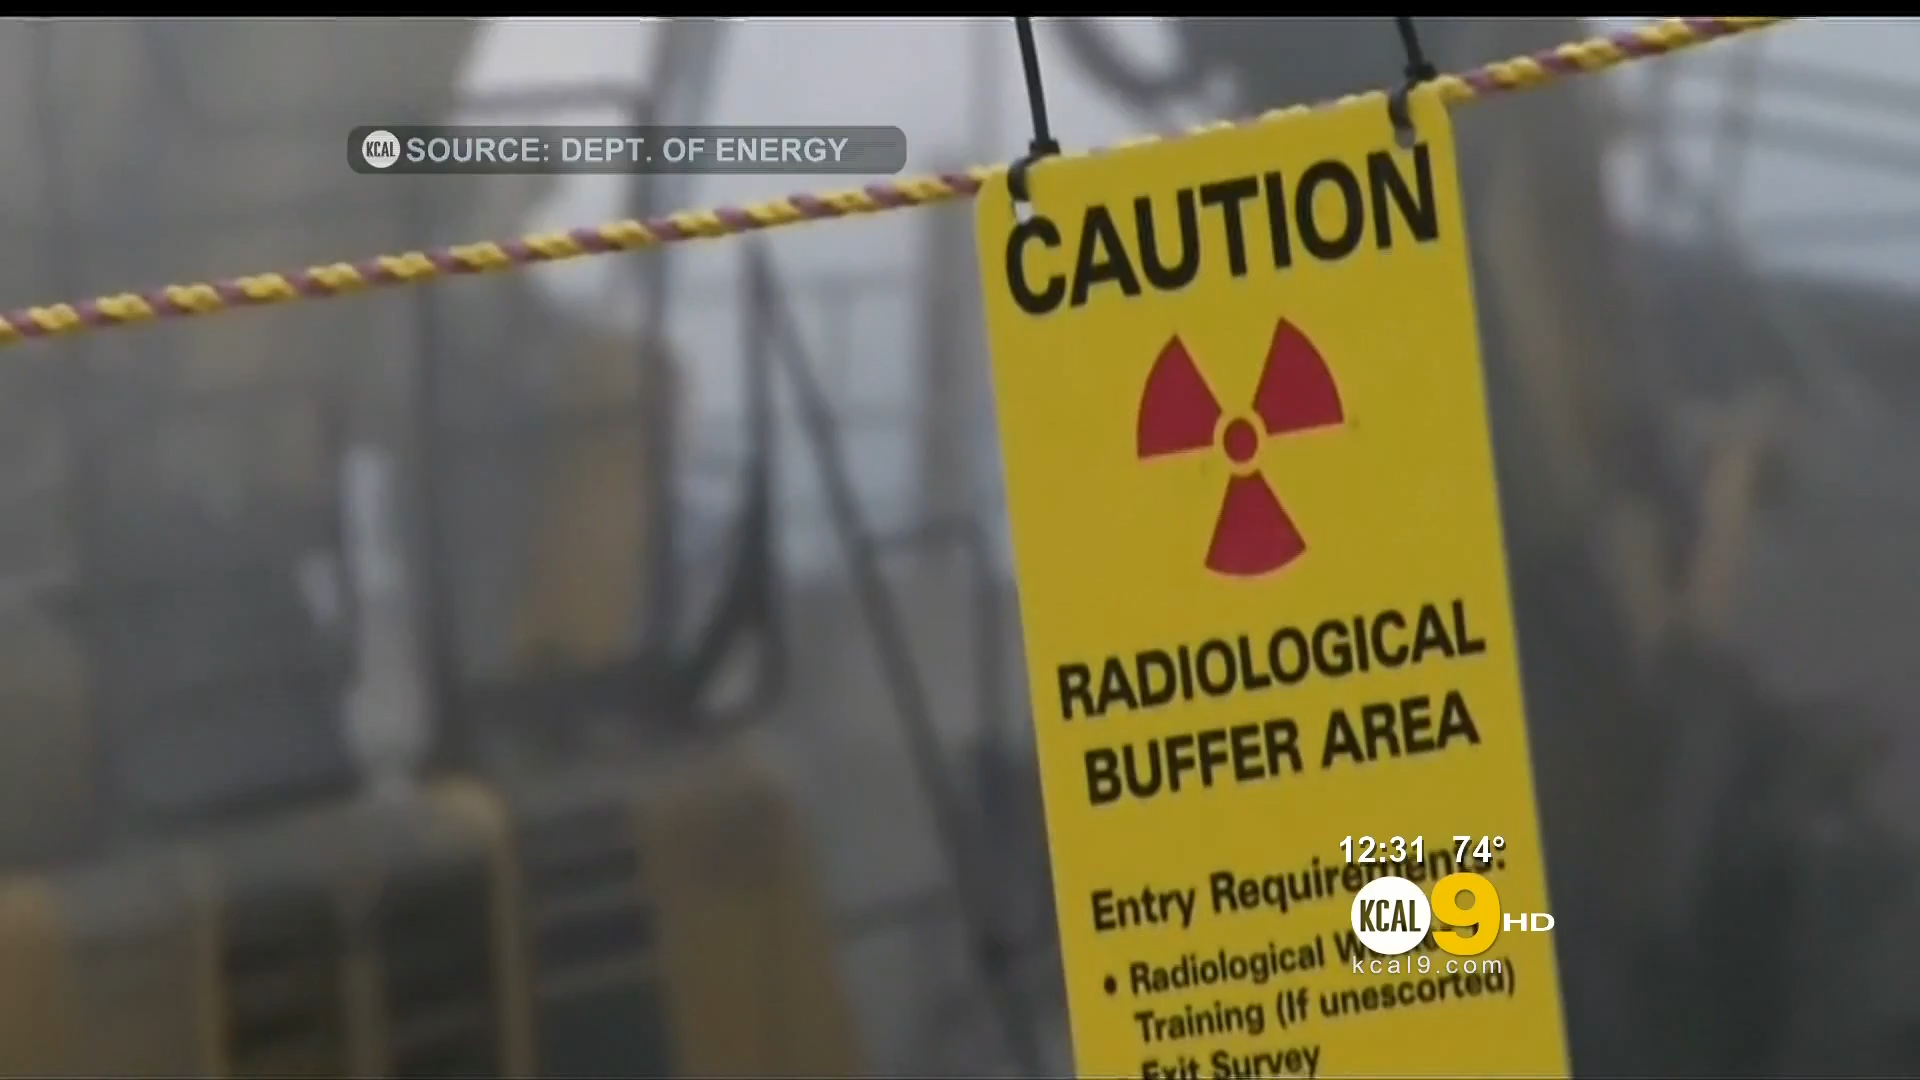 KCAL SOURCE: DEPT. OF ENERGY
CAUTION
RADIOLOGICAL
BUFFER AREA
Entry Requirements:
• Radiological
Training (If unescorted)
Exit Survey
12:31 74°
KCAL 9 HD
kcal9.com